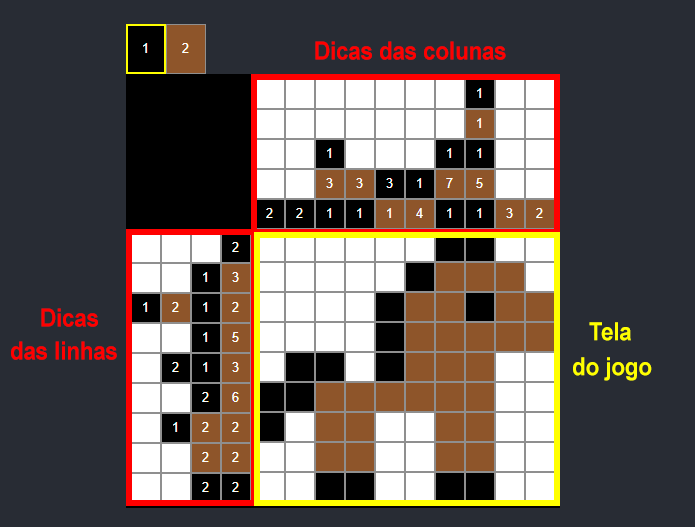 1 2
Dicas das colunas
1
1
1 1 1
3 3 3 1 7 5
2 2 1 1 1 4 1 1 3 2
2
1 3
1 2 1 2
1 5
2 1 3
2 6
1 2 2
2 2
2 2
Dicas
das linhas
Tela
do jogo